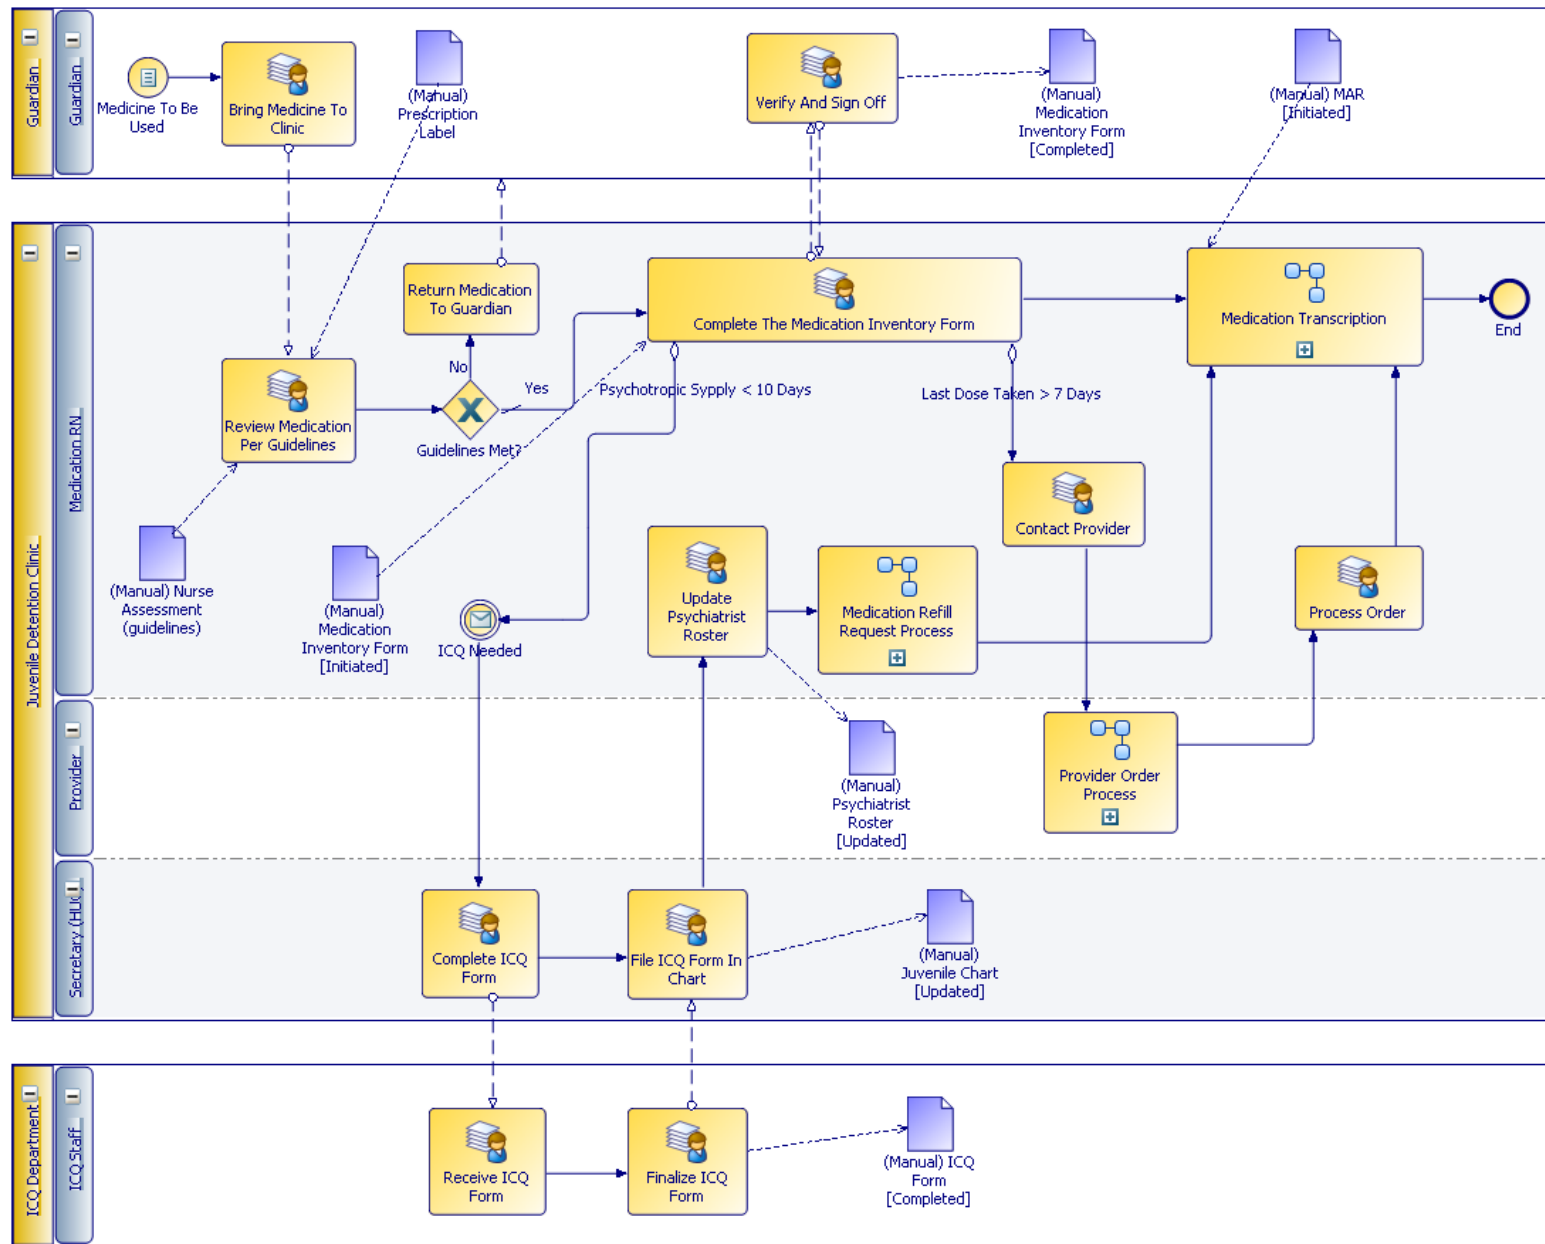 Guardian
Guardian
Medicine To Be
Used
Bring Medicine To
Clinic
(Manual)
Prescription
Label
Verify And Sign Off
(Manual)
Medication
Inventory Form
[Completed]
(Manual) MAR
[Initiated]
Juvenile Detention Clinic
Medication RN
Return Medication
To Guardian
No
Yes
Guidelines Met?
Review Medication
Per Guidelines
(Manual) Nurse
Assessment
(guidelines)
(Manual)
Medication
Inventory Form
[Initiated]
Complete The Medication Inventory Form
Psychotropic Sypply < 10 Days
Last Dose Taken > 7 Days
Medication Transcription
End
ICQ Needed
Update
Psychiatrist
Roster
Medication Refill
Request Process
Contact Provider
Process Order
Provider
(Manual)
Psychiatrist
Roster
[Updated]
Provider Order
Process
Secretary (HUC
Complete ICQ
Form
File ICQ Form In
Chart
(Manual)
Juvenile Chart
[Updated]
ICQ Department
ICQ Staff
Receive ICQ
Form
Finalize ICQ
Form
(Manual) ICQ
Form
[Completed]